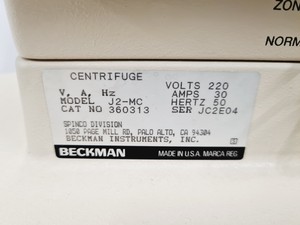 ZON
NORM
CENTRIFUGE
V, A, Hz VOLTS 220
MODEL J2-MC AMPS 30
CAT NO 360313 HERTZ 50
SER JC2E04
SPINCO DIVISION
1050 PAGE MILL RD, PALO ALTO, CA 94304
BECKMAN INSTRUMENTS, INC.
BECKMAN MADE IN U.S.A. MARCA REG.